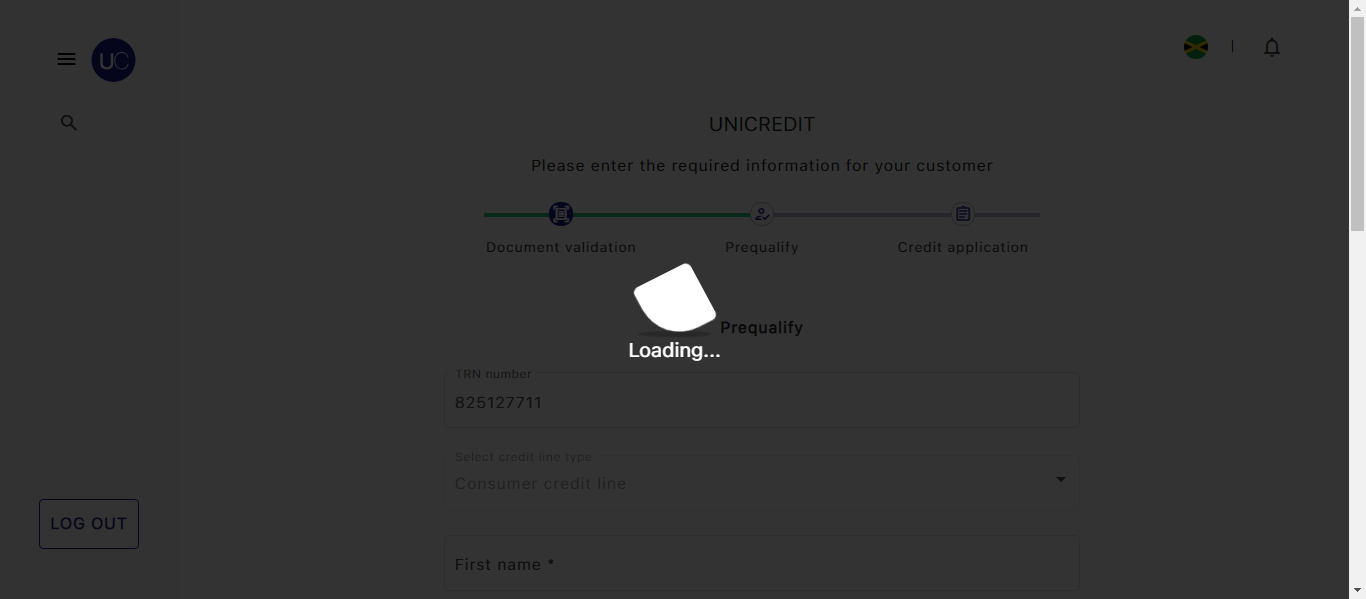 UC
|
UNICREDIT
Please enter the required information for your customer
Document validation
Prequalify
Credit application
Prequalify
Loading...
TRN number
825127711
Select credit line type
Consumer credit line
LOG OUT
First name *